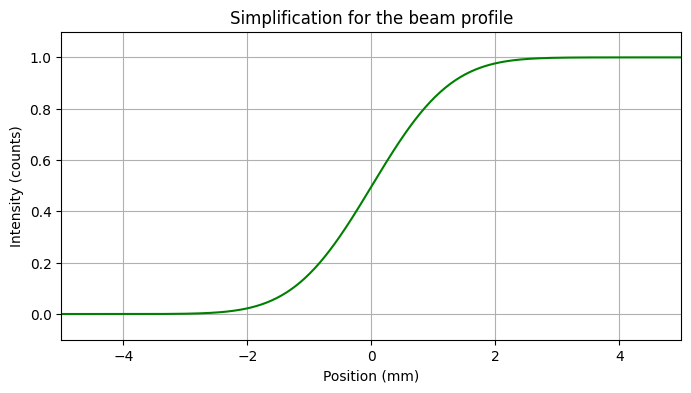 Simplification for the beam profile
Intensity (counts)
1.0
0.8
0.6
0.4
0.2
0.0
−4 −2 0 2 4
Position (mm)